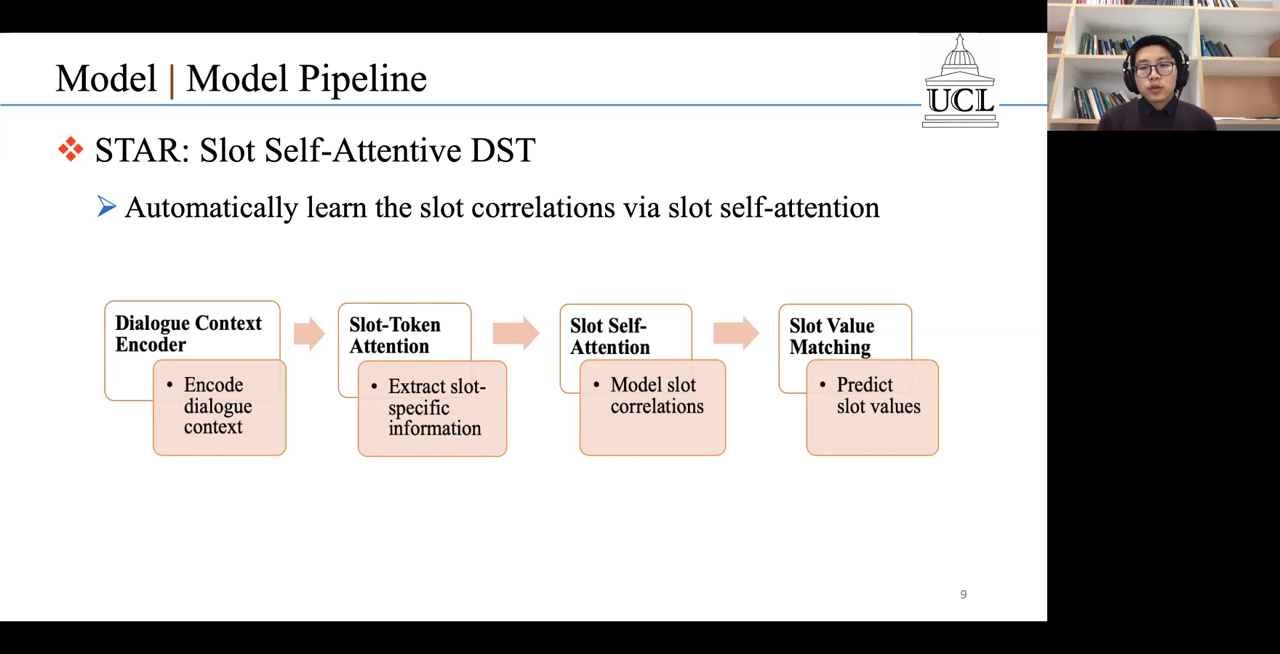 Model | Model Pipeline
UCL
STAR: Slot Self-Attentive DST
Automatically learn the slot correlations via slot self-attention
Dialogue Context
Encoder
• Encode
dialogue
context
Slot-Token
Attention
• Extract slot-
specific
information
Slot Self-
Attention
• Model slot
correlations
Slot Value
Matching
• Predict
slot values
9